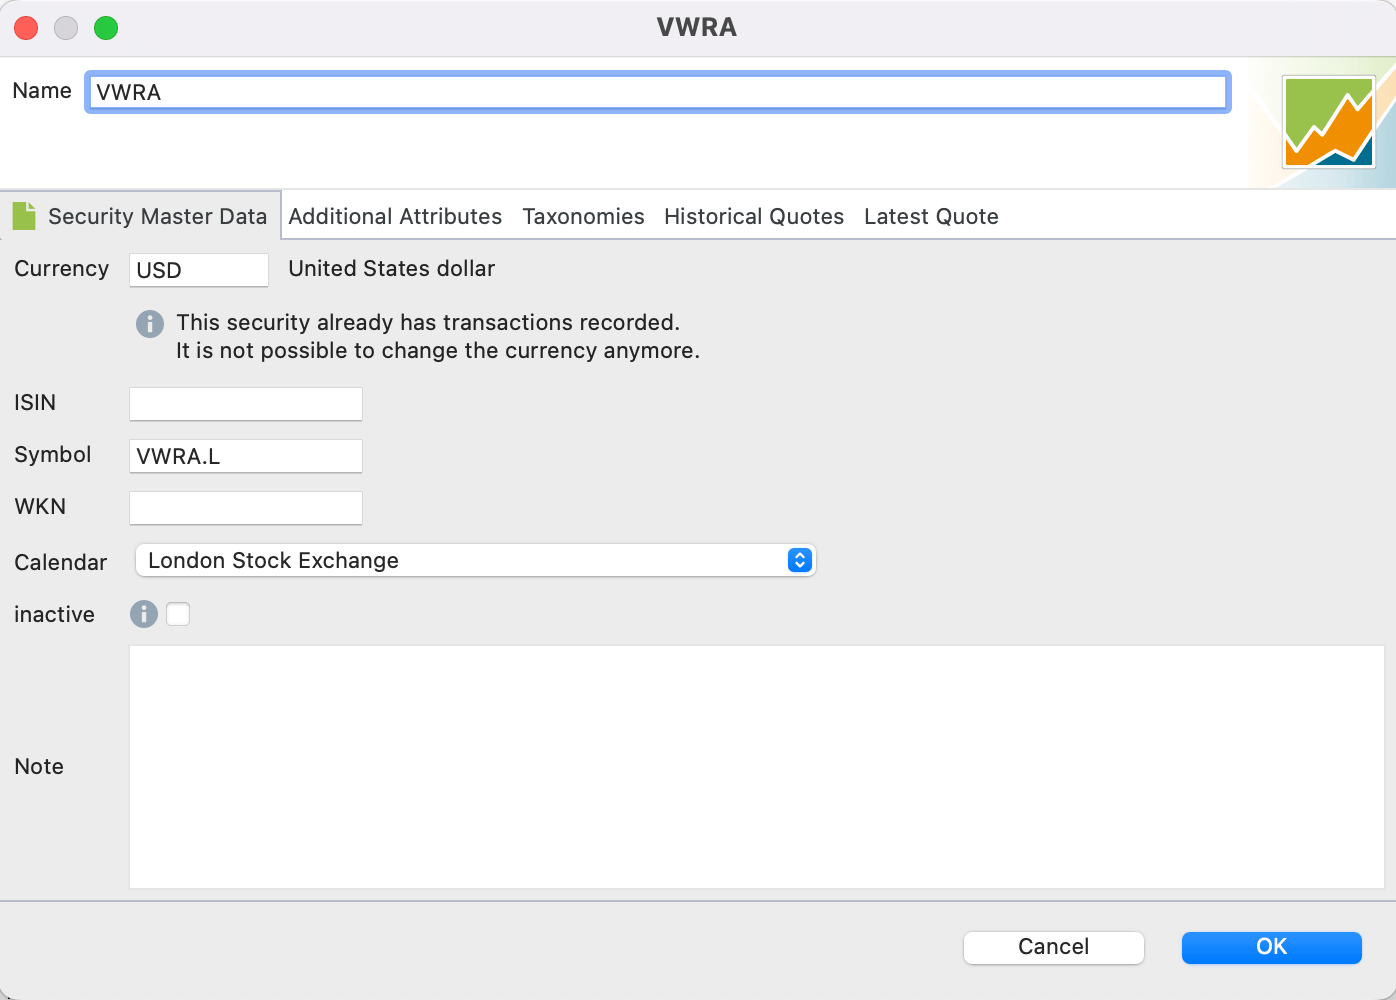 VWRA
Name VWRA
Security Master Data Additional Attributes Taxonomies Historical Quotes Latest Quote
Currency USD United States dollar
This security already has transactions recorded.
It is not possible to change the currency anymore.
ISIN
Symbol VWRA.L
WKN
Calendar London Stock Exchange
inactive
Note
Cancel OK